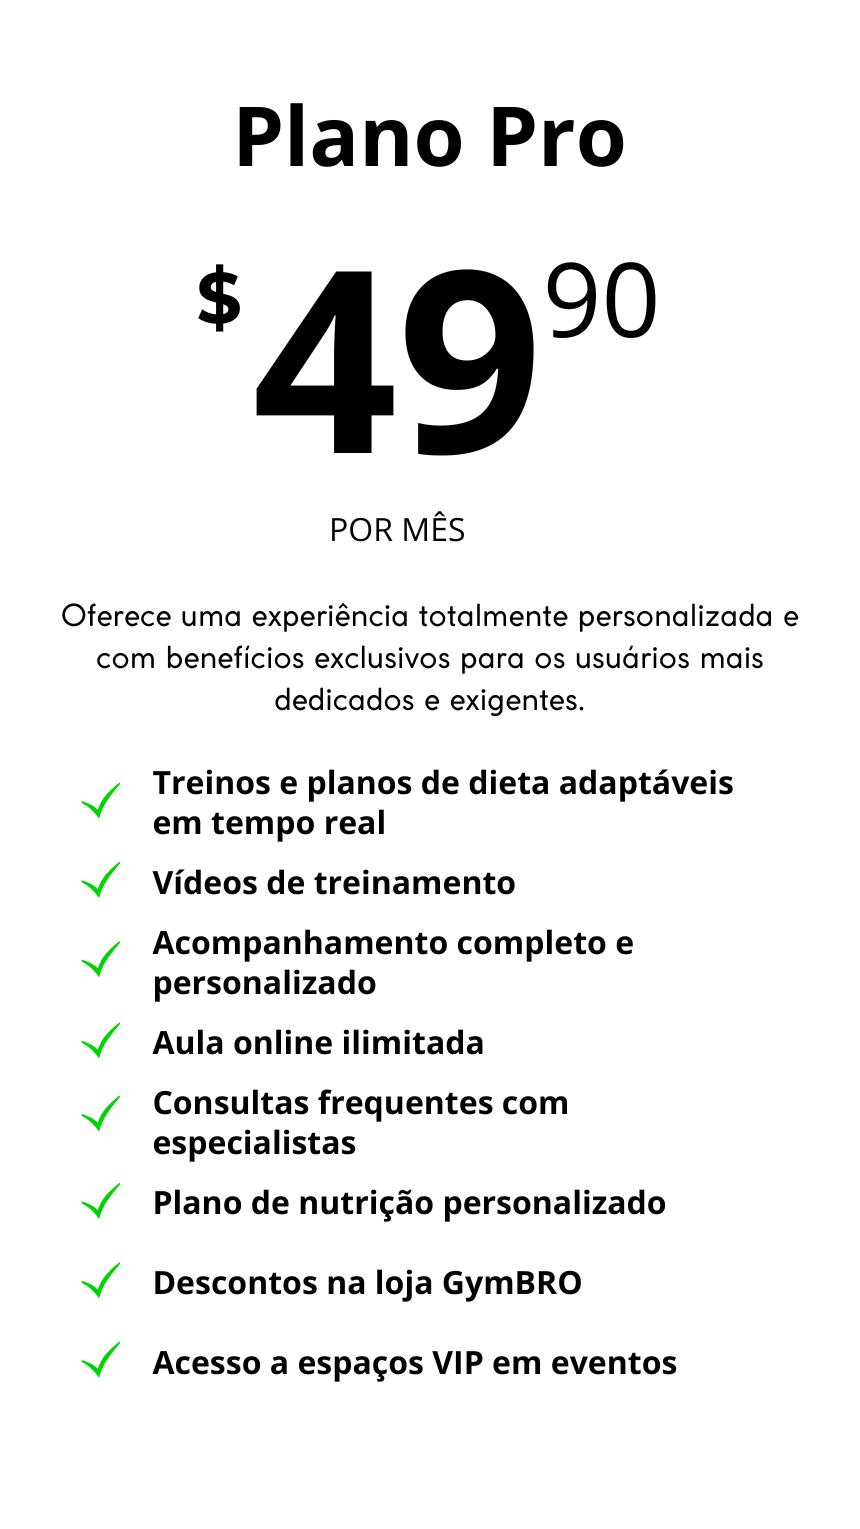 Plano Pro
$4990
POR MÊS
Oferece uma experiência totalmente personalizada e
com benefícios exclusivos para os usuários mais
dedicados e exigentes.
Treinos e planos de dieta adaptáveis
em tempo real
Vídeos de treinamento
Acompanhamento completo e
personalizado
Aula online ilimitada
Consultas frequentes com
especialistas
Plano de nutrição personalizado
Descontos na loja GymBRO
Acesso a espaços VIP em eventos